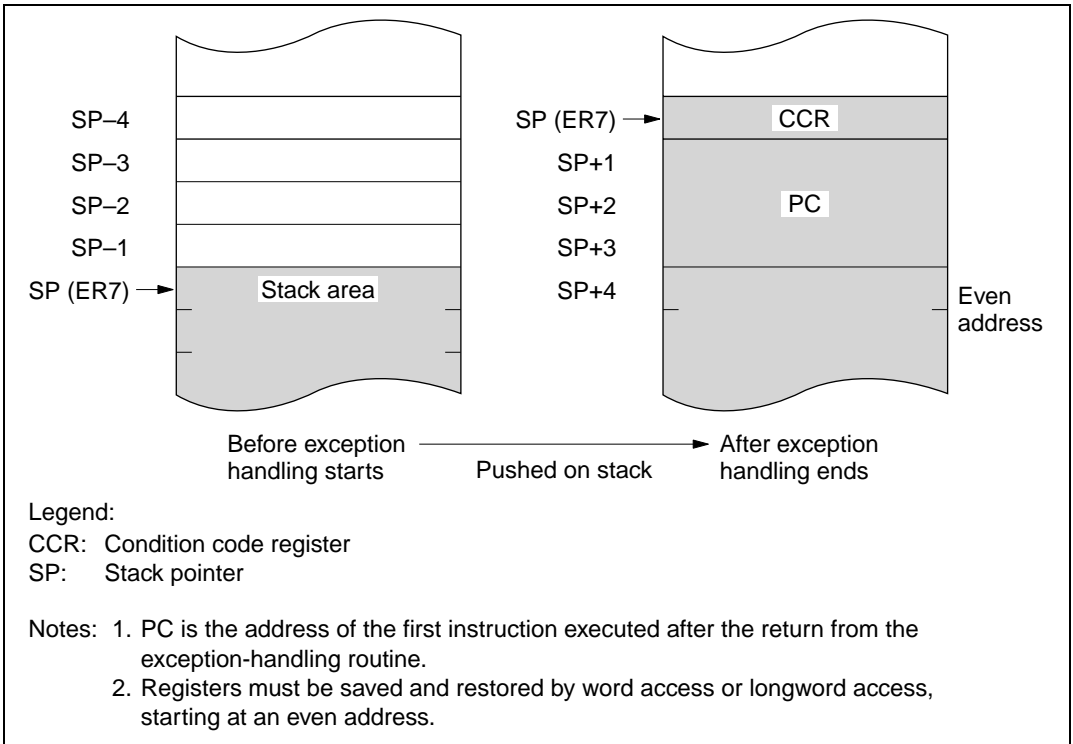 SP–4
SP–3
SP–2
SP–1
SP (ER7)
Stack area
SP (ER7)
CCR
SP+1
SP+2
PC
SP+3
SP+4
Even
address
Before exception
handling starts
Pushed on stack
After exception
handling ends
Legend:
CCR: Condition code register
SP: Stack pointer
Notes: 1. PC is the address of the first instruction executed after the return from the
exception-handling routine.
2. Registers must be saved and restored by word access or longword access,
starting at an even address.